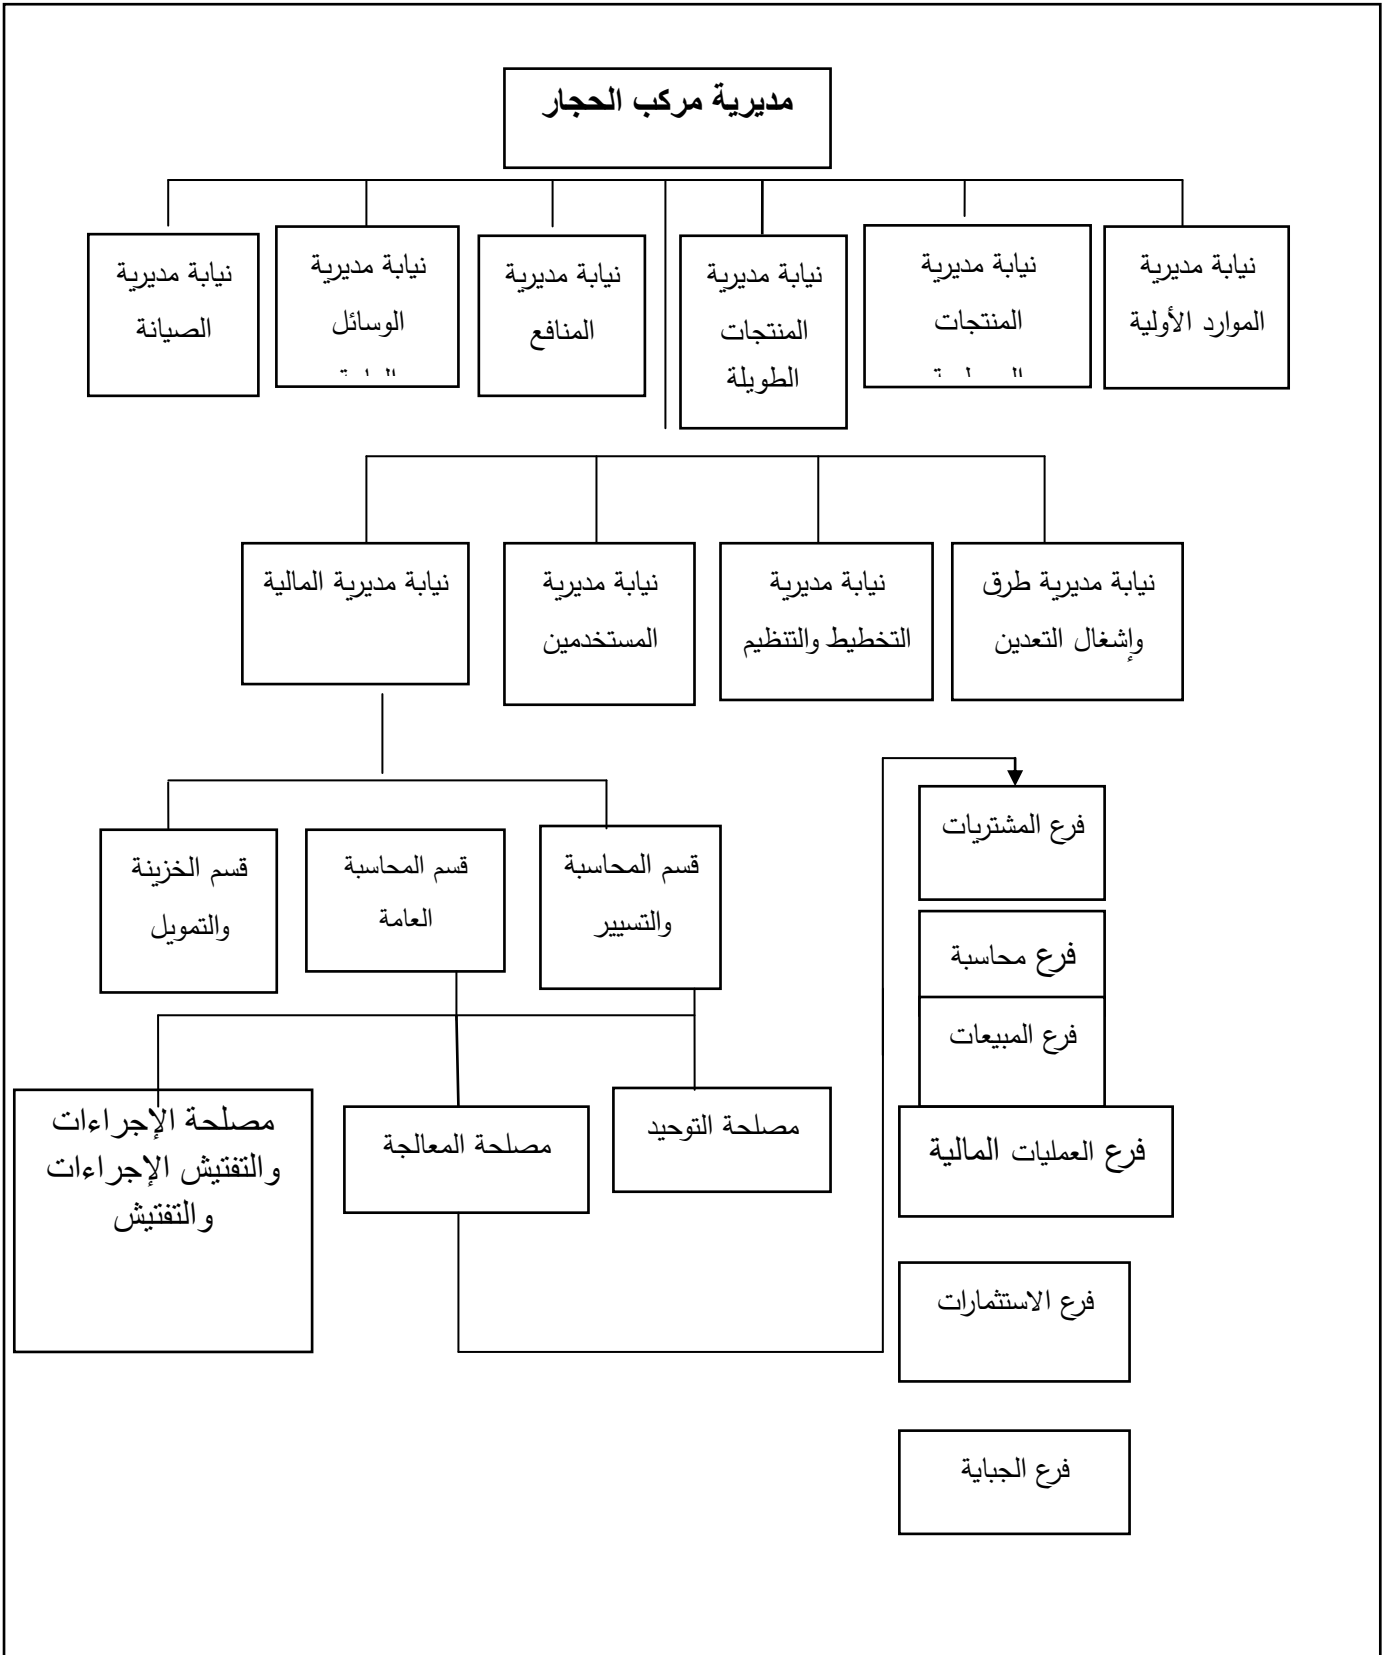 مديرية مركب الحجار
نيابة مديرية
الموارد الأولية
نيابة مديرية
المنتجات
نيابة مديرية
المنتجات
الطويلة
نيابة مديرية
المنافع
نيابة مديرية
الوسائل
نيابة مديرية
الصيانة
نيابة مديرية طرق
وإشغال التعدين
نيابة مديرية
التخطيط والتنظيم
نيابة مديرية
المستخدمين
نيابة مديرية المالية
فرع المشتريات
قسم المحاسبة
والتسيير
قسم المحاسبة
العامة
قسم الخزينة
والتمويل
فرع محاسبة
فرع المبيعات
فرع العمليات المالية
مصلحة التوحيد
مصلحة المعالجة
مصلحة الإجراءات
والتفتيش الإجراءات
والتفتيش
فرع الاستثمارات
فرع الجباية